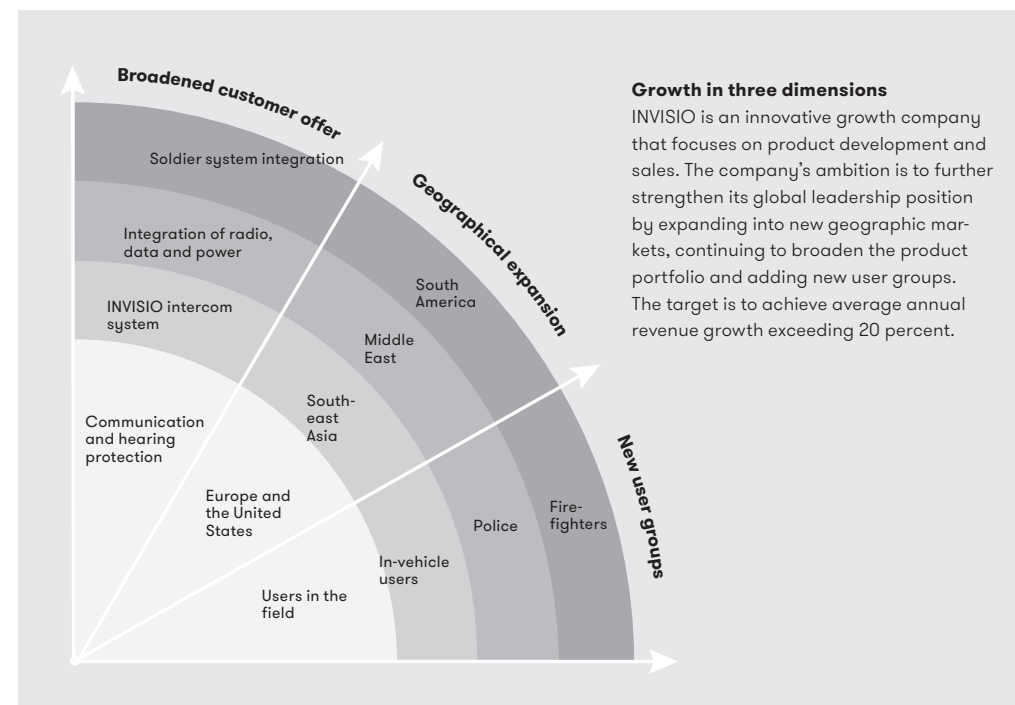 Broadened customer offer
Soldier system integration
Integration of radio,
data and power
INVISIO intercom
system
Communication
and hearing
protection
Geographical expansion
South
America
Middle
East
South-
east
Asia
Europe and
the United
States
New user groups
Fire-
fighters
Police
In-vehicle
users
Users in the
field
Growth in three dimensions
INVISIO is an innovative growth company
that focuses on product development and
sales. The company's ambition is to further
strengthen its global leadership position
by expanding into new geographic mar-
kets, continuing to broaden the product
portfolio and adding new user groups.
The target is to achieve average annual
revenue growth exceeding 20 percent.